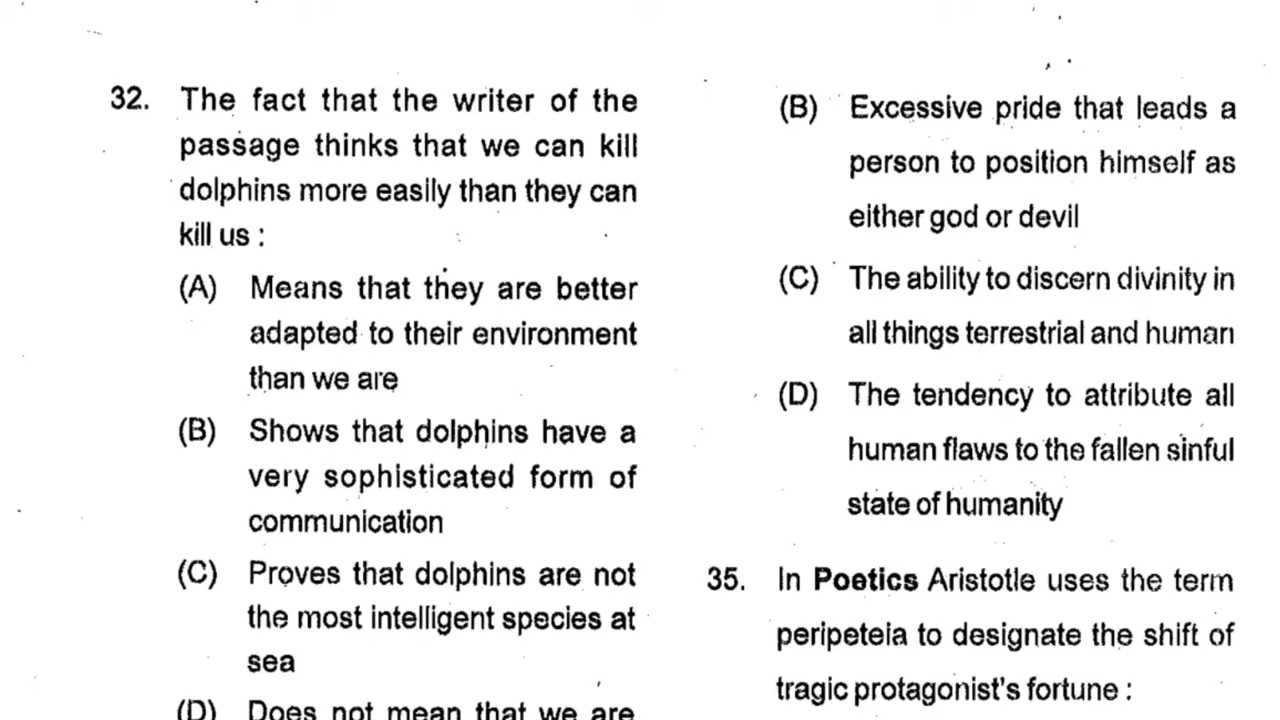 32. The fact that the writer of the
passage thinks that we can kill
dolphins more easily than they can
kill us :
(A) Means that they are better
adapted to their environment
than we are
(B) Shows that dolphins have a
very sophisticated form of
communication
(C) Proves that dolphins are not
the most intelligent species at
sea
(D) Does not mean that we are
(B) Excessive pride that leads a
person to position himself as
either god or devil
(C) The ability to discern divinity in
all things terrestrial and human
(D) The tendency to attribute all
human flaws to the fallen sinful
state of humanity
35. In Poetics Aristotle uses the term
peripeteia to designate the shift of
tragic protagonist's fortune :